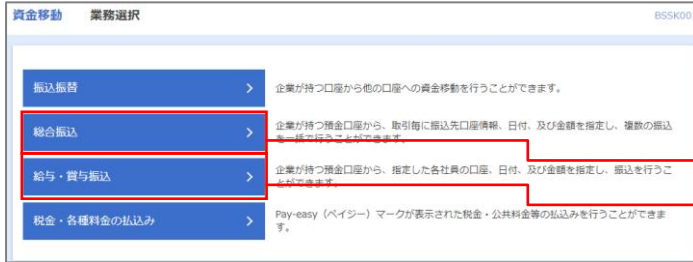 資金移動 業務選択 BSSK00
振込振替 > 企業が持つ口座から他の口座への資金移動を行うことができます。
総合振込 > 企業が持つ預金口座から、取引毎に振込先口座情報、日付、及び金額を指定し、複数の振込
を一括で行うことができます。
給与・賞与振込 > 企業が持つ預金口座から、指定した各社員の口座、日付、及び金額を指定し、振込を行うこ
とができます。
税金・各種料金の払込み > Pay-easy（ペイジー）マークが表示された税金・公共料金等の払込みを行うことができま
す。